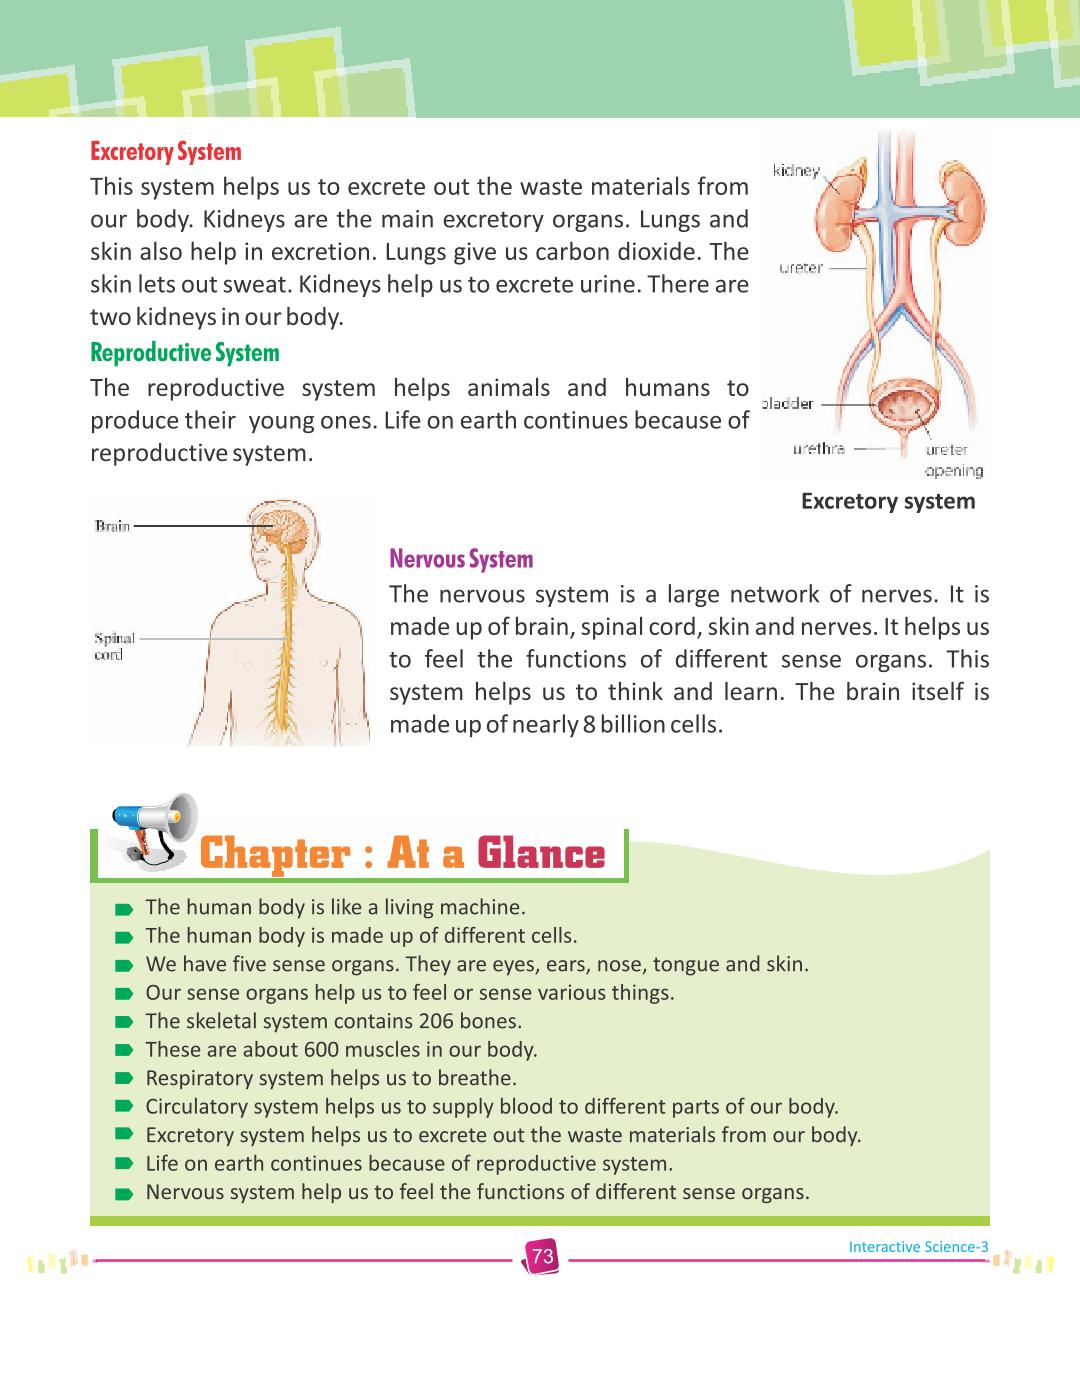 Excretory System
This system helps us to excrete out the waste materials from
our body. Kidneys are the main excretory organs. Lungs and
skin also help in excretion. Lungs give us carbon dioxide. The
skin lets out sweat. Kidneys help us to excrete urine. There are
two kidneys in our body.
Reproductive System
The reproductive system helps animals and humans to
produce their young ones. Life on earth continues because of
reproductive system.
kidney
ureter
bladder
urethra
ureter
opening
Excretory system
Brain
Spinal
cord
Nervous System
The nervous system is a large network of nerves. It is
made up of brain, spinal cord, skin and nerves. It helps us
to feel the functions of different sense organs. This
system helps us to think and learn. The brain itself is
made up of nearly 8 billion cells.
Chapter : At a Glance
The human body is like a living machine.
The human body is made up of different cells.
We have five sense organs. They are eyes, ears, nose, tongue and skin.
Our sense organs help us to feel or sense various things.
The skeletal system contains 206 bones.
These are about 600 muscles in our body.
Respiratory system helps us to breathe.
Circulatory system helps us to supply blood to different parts of our body.
Excretory system helps us to excrete out the waste materials from our body.
Life on earth continues because of reproductive system.
Nervous system help us to feel the functions of different sense organs.
Interactive Science-3
73